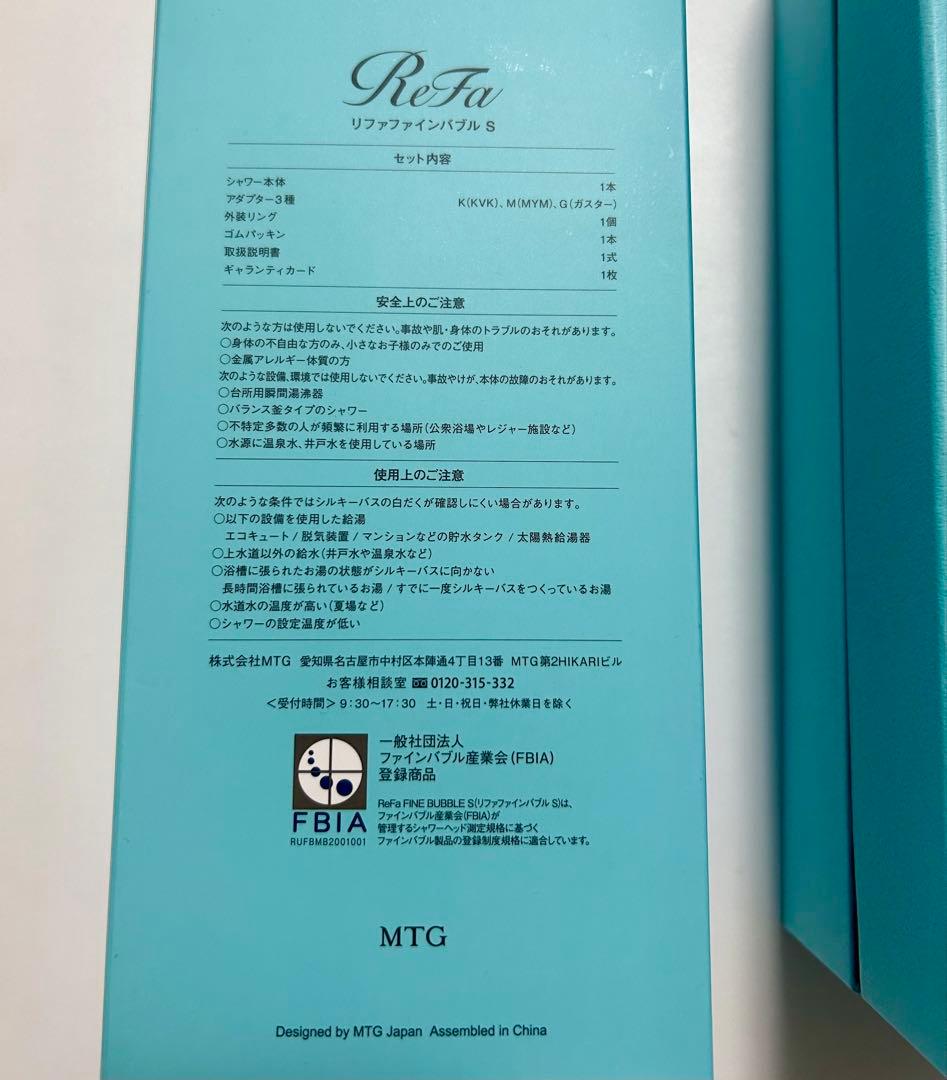 ReFa
リファファインバブル S
セット内容
シャワー本体 1本
アダプター3種 K(KVK)、M(MYM)、G(ガスター)
外装リング 1個
ゴムパッキン 1本
取扱説明書 1式
ギャランティカード 1枚
安全上のご注意
次のような方は使用しないでください。事故や肌・身体のトラブルのおそれがあります。
○身体の不自由な方のみ、小さなお子様のみでのご使用
○金属アレルギー体質の方
次のような設備、環境では使用しないでください。事故やけが、本体の故障のおそれがあります。
○台所用瞬間湯沸器
○バランス釜タイプのシャワー
○不特定多数の人が頻繁に利用する場所(公衆浴場やレジャー施設など)
○水源に温泉水、井戸水を使用している場所
使用上のご注意
次のような条件ではシルキーバスの白だくが確認しにくい場合があります。
○以下の設備を使用した給湯
エコキュート / 脱気装置 / マンションなどの貯水タンク / 太陽熱給湯器
○上水道以外の給水(井戸水や温泉水など)
○浴槽に張られたお湯の状態がシルキーバスに向かない
長時間浴槽に張られているお湯 / すでに一度シルキーバスをつくっているお湯
○水道水の温度が高い(夏場など)
○シャワーの設定温度が低い
株式会社MTG 愛知県名古屋市中村区本陣通4丁目13番 MTG第2HIKARIビル
お客様相談室 0120-315-332
＜受付時間＞9:30〜17:30 土・日・祝日・弊社休業日を除く
一般社団法人
ファインバブル産業会(FBIA)
登録商品
FBIA
RUFBMB2001001
ReFa FINE BUBBLE S(リファファインバブル S)は、
ファインバブル産業会(FBIA)が
管理するシャワーヘッド測定規格に基づく
ファインバブル製品の登録制度規格に適合しています。
MTG
Designed by MTG Japan Assembled in China